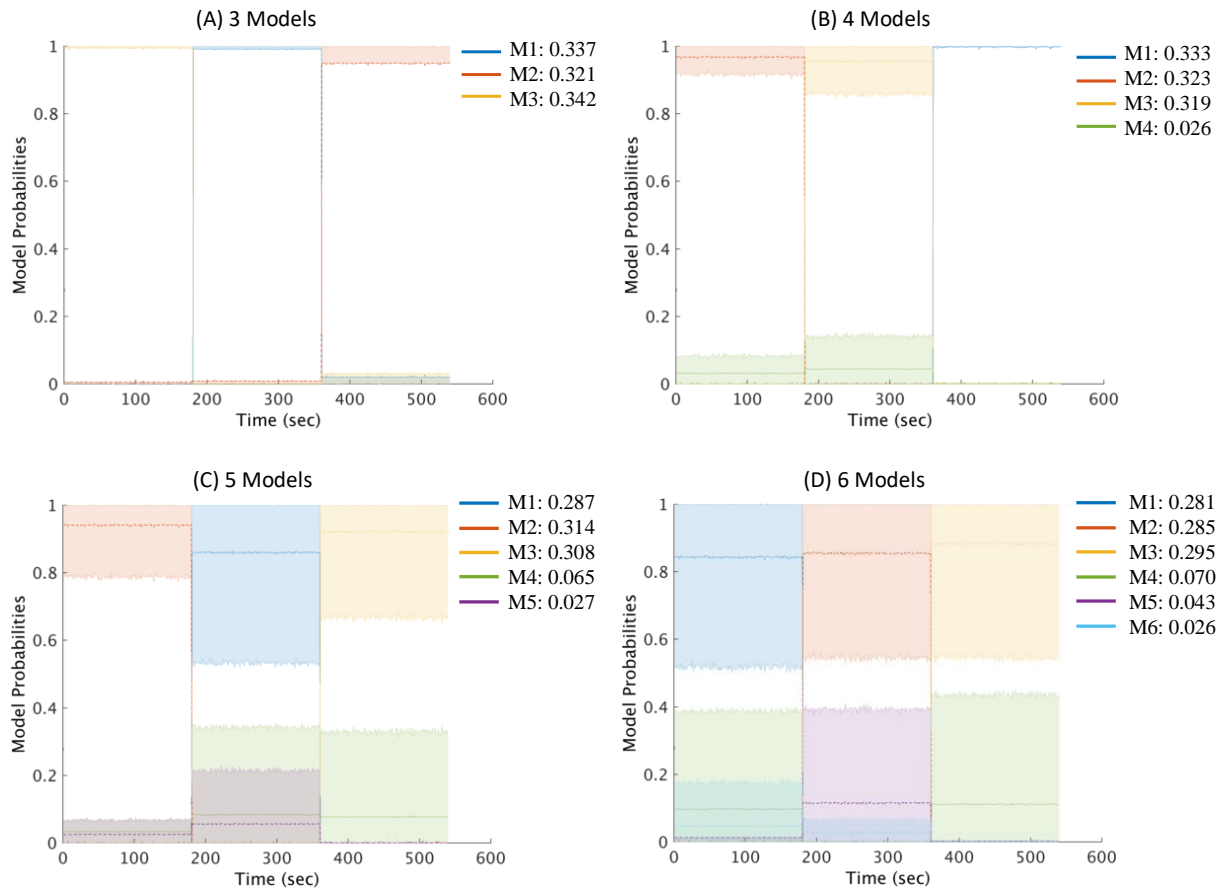 (A) 3 Models
1
0.8
0.6
0.4
0.2
0
Model Probabilities
0 100 200 300 400 500 600
Time (sec)
M1: 0.337
M2: 0.321
M3: 0.342
(B) 4 Models
1
0.8
0.6
0.4
0.2
0
Model Probabilities
0 100 200 300 400 500 600
Time (sec)
M1: 0.333
M2: 0.323
M3: 0.319
M4: 0.026
(C) 5 Models
1
0.8
0.6
0.4
0.2
0
Model Probabilities
0 100 200 300 400 500 600
Time (sec)
M1: 0.287
M2: 0.314
M3: 0.308
M4: 0.065
M5: 0.027
(D) 6 Models
1
0.8
0.6
0.4
0.2
0
Model Probabilities
0 100 200 300 400 500 600
Time (sec)
M1: 0.281
M2: 0.285
M3: 0.295
M4: 0.070
M5: 0.043
M6: 0.026